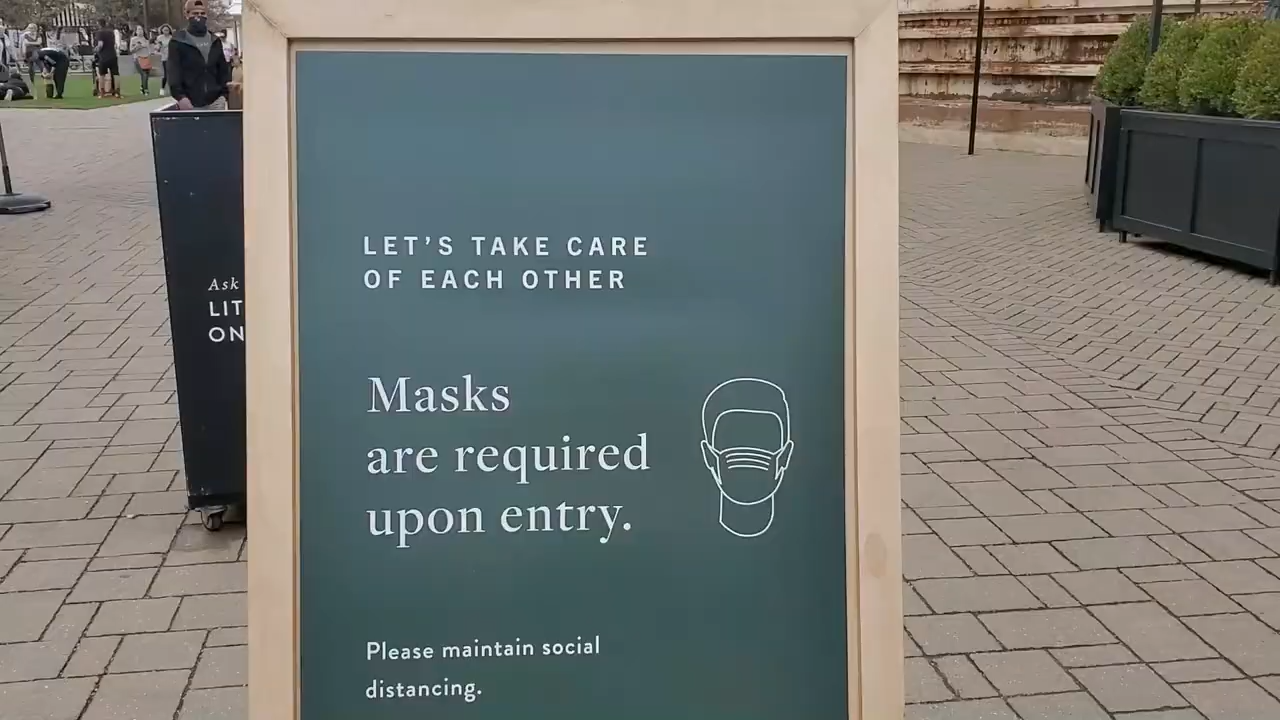 LET'S TAKE CARE
OF EACH OTHER
Masks
are required
upon entry.
Please maintain social
distancing.
Ask
LIT
ON